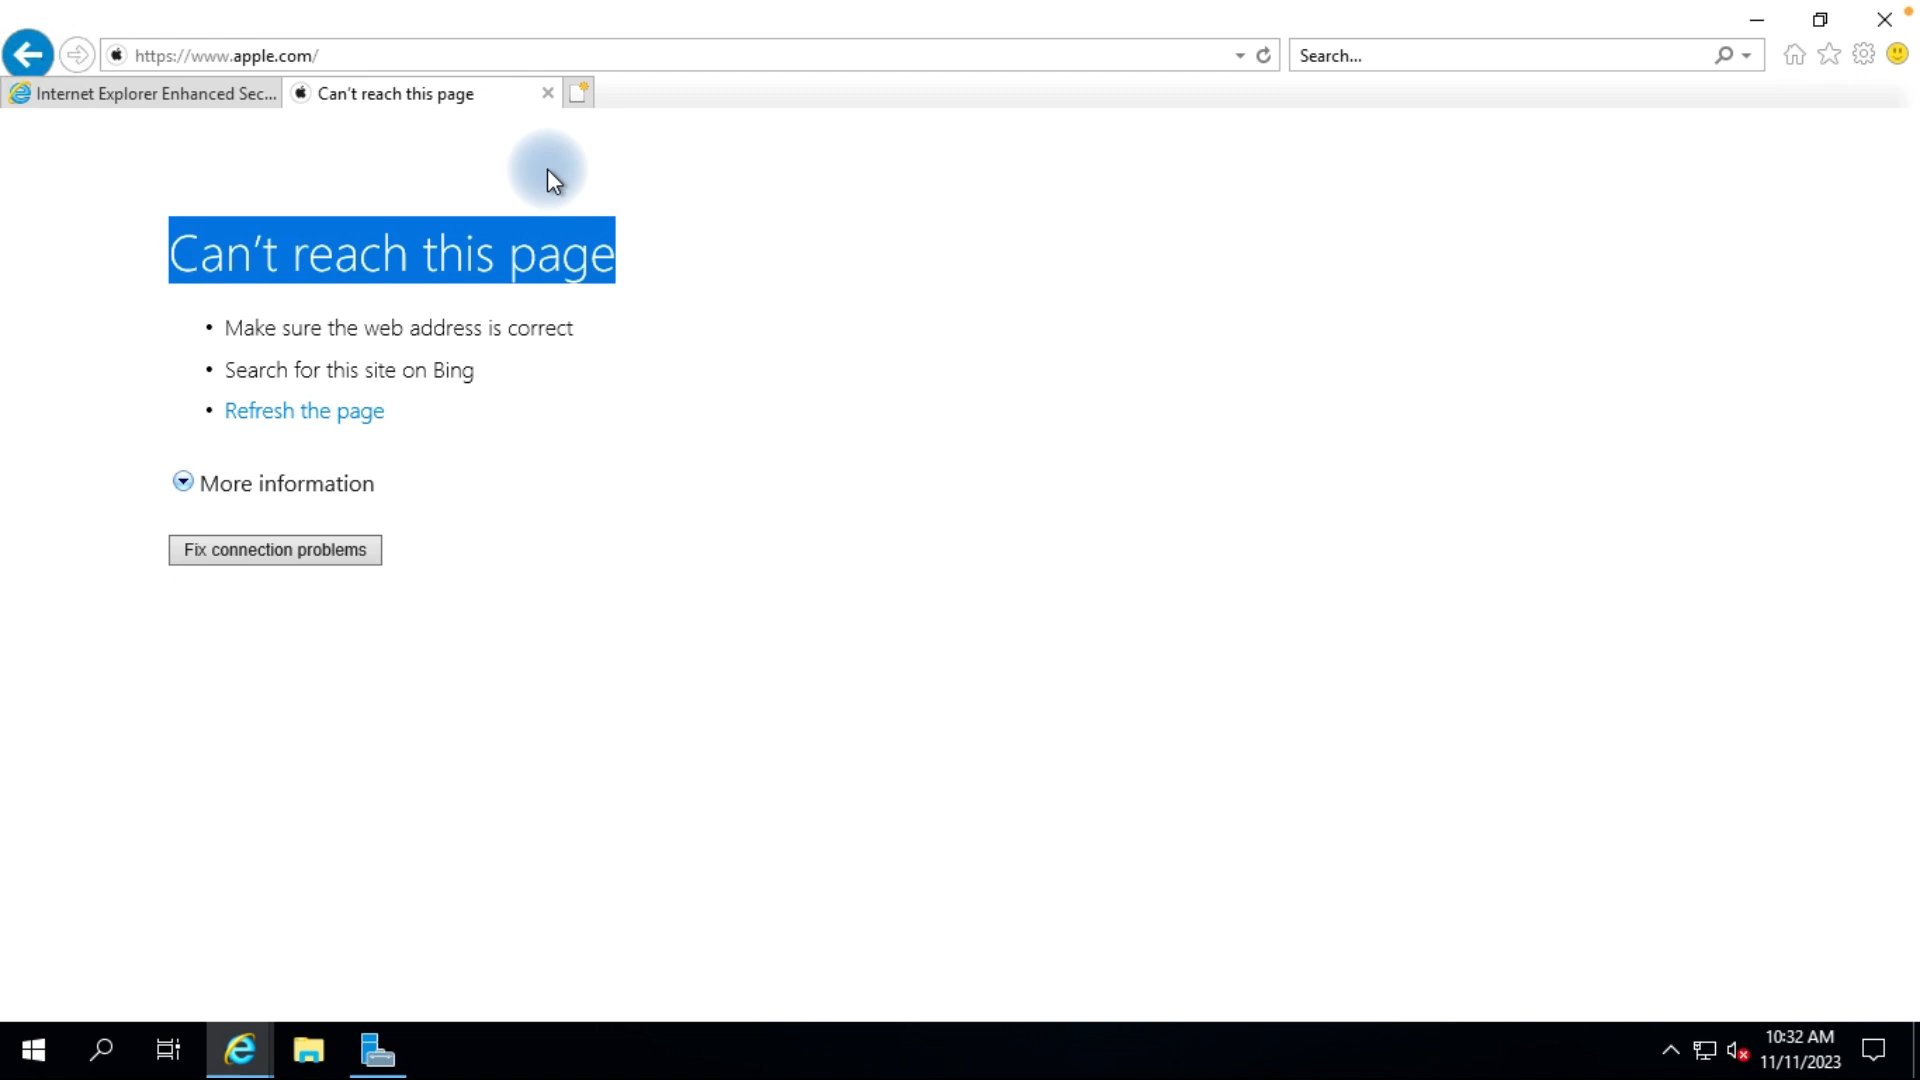 https://www.apple.com/
Search...
Internet Explorer Enhanced Sec...
Can't reach this page
Can't reach this page
• Make sure the web address is correct
• Search for this site on Bing
• Refresh the page
More information
Fix connection problems
10:32 AM
11/11/2023